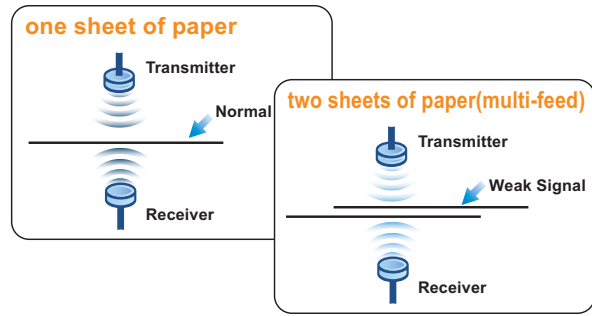 one sheet of paper
Transmitter
Normal
Receiver
two sheets of paper(multi-feed)
Transmitter
Weak Signal
Receiver